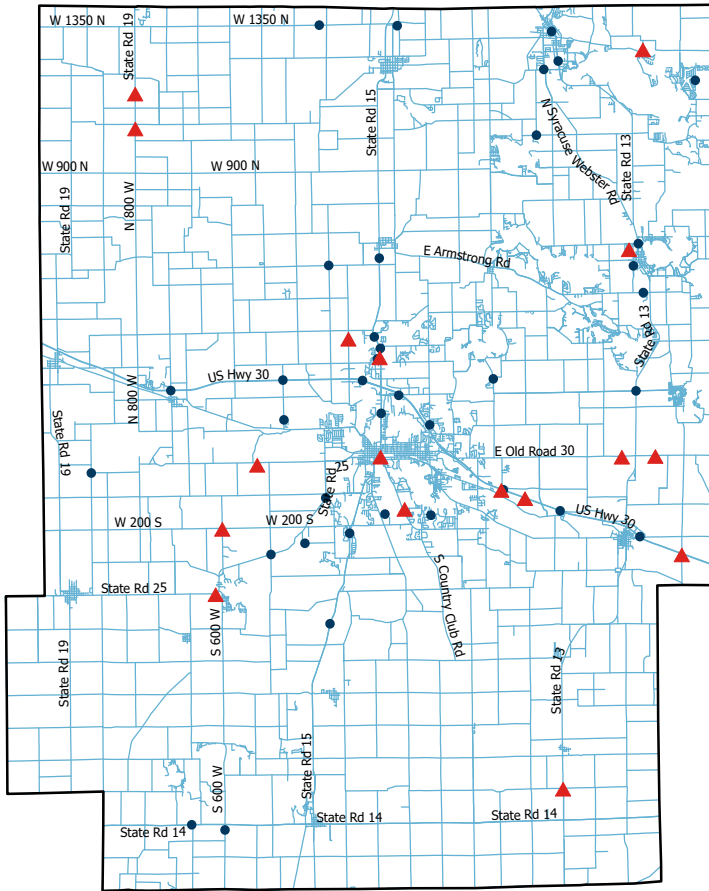 W 1350 N
W 1350 N
State Rd 19
State Rd 15
N Syracuse Webster Rd
State Rd 13
W 900 N
W 900 N
State Rd 19
N 800 W
E Armstrong Rd
State Rd 13
US Hwy 30
N 800 W
State Rd 19
E Old Road 30
State Rd 25
W 200 S
W 200 S
US Hwy 30
State Rd 25
S 600 W
S Country Club Rd
State Rd 19
State Rd 13
State Rd 15
S 600 W
State Rd 14
State Rd 14
State Rd 14